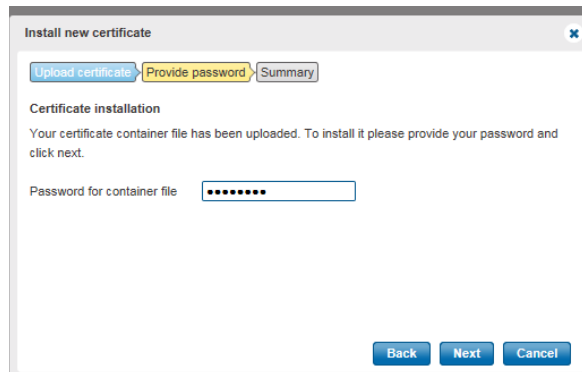 Install new certificate
Upload certificate Provide password Summary
Certificate installation
Your certificate container file has been uploaded. To install it please provide your password and
click next.
Password for container file ●●●●●●●●
Back Next Cancel